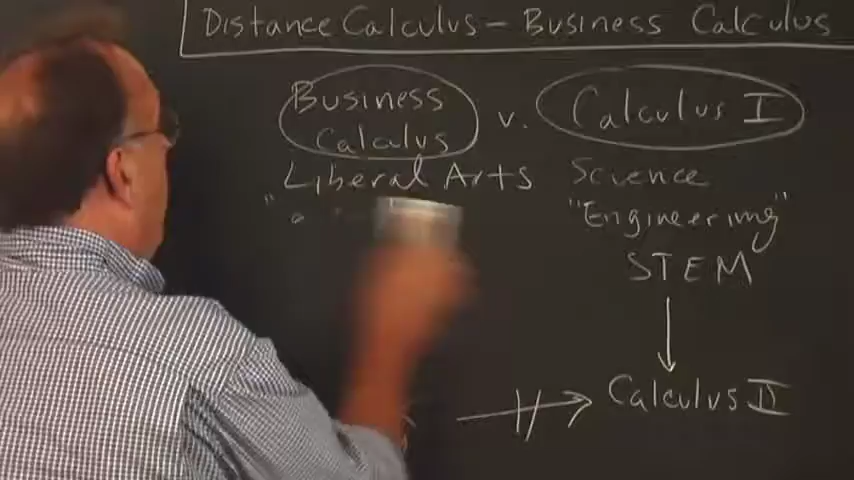 Distance Calculus - Business Calculus
Business
Calculus
v.
Calculus I
Liberal Arts
Science
"Engineering"
STEM
Calculus II